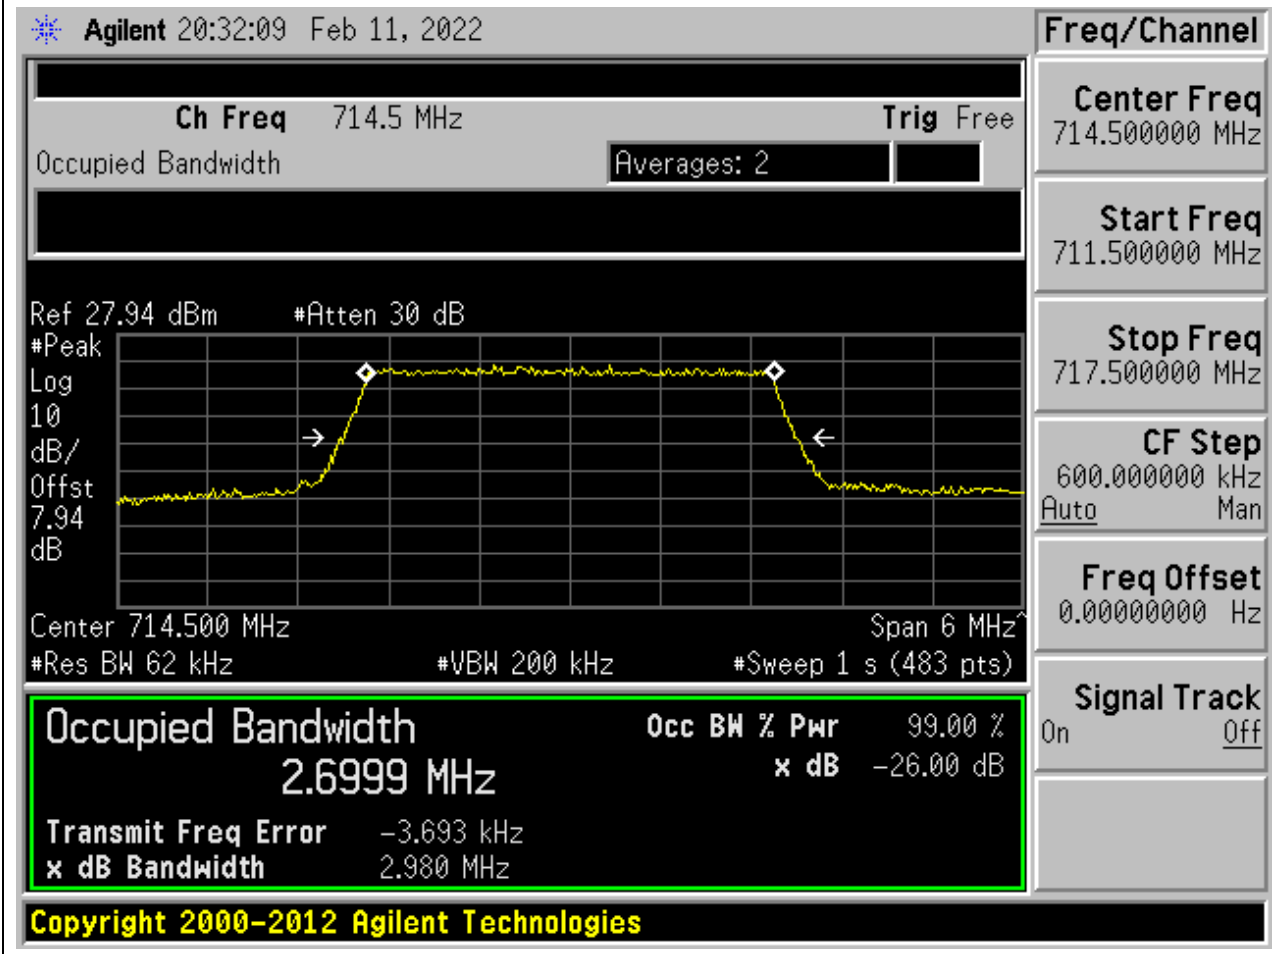 Agilent 20:32:09 Feb 11, 2022
Freq/Channel
Ch Freq 714.5 MHz Trig Free
Occupied Bandwidth Averages: 2
Center Freq
714.500000 MHz
Start Freq
711.500000 MHz
Stop Freq
717.500000 MHz
CF Step
600.000000 kHz
Auto Man
Freq Offset
0.00000000 Hz
Signal Track
On Off
Ref 27.94 dBm #Atten 30 dB
#Peak
Log
10
dB/
Offst
7.94
dB
Center 714.500 MHz Span 6 MHz^
#Res BW 62 kHz #VBW 200 kHz #Sweep 1 s (483 pts)
Occupied Bandwidth Occ BW % Pwr 99.00 %
2.6999 MHz x dB -26.00 dB
Transmit Freq Error -3.693 kHz
x dB Bandwidth 2.980 MHz
Copyright 2000-2012 Agilent Technologies